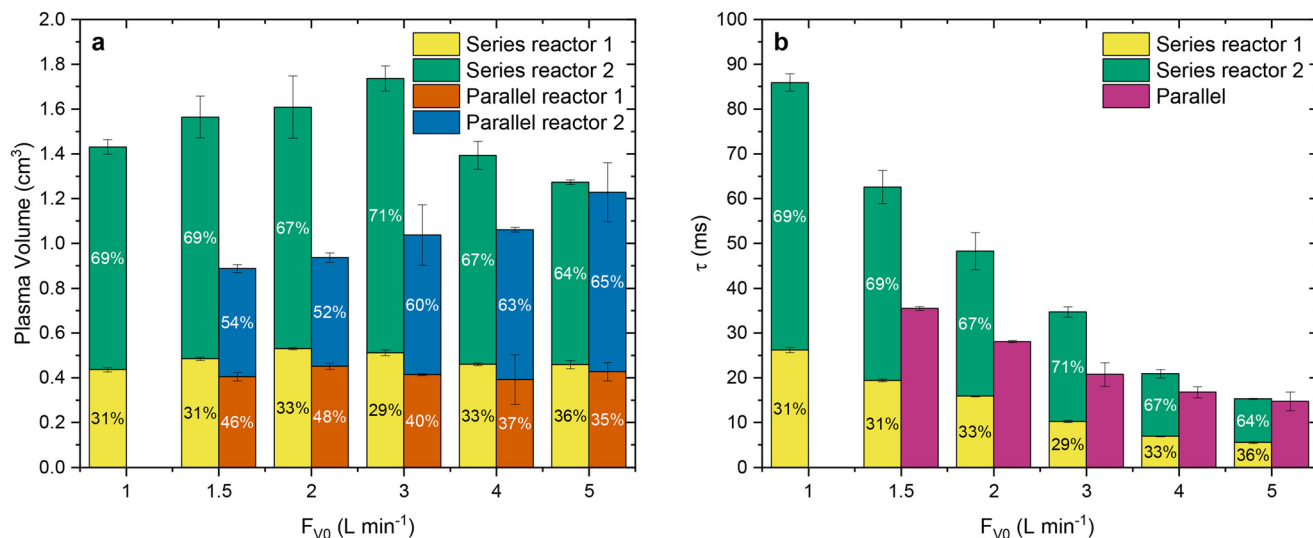 a
Series reactor 1
Series reactor 2
Parallel reactor 1
Parallel reactor 2
Plasma Volume (cm³)
2.0
1.8
1.6
1.4
1.2
1.0
0.8
0.6
0.4
0.2
0.0
69% 69% 67% 71% 67% 64%
54% 52% 60% 63% 65%
31% 31% 33% 29% 33% 36%
46% 48% 40% 37% 35%
1 1.5 2 3 4 5
F_V0 (L min⁻¹)
b
Series reactor 1
Series reactor 2
Parallel
τ (ms)
100
90
80
70
60
50
40
30
20
10
0
69% 69% 67% 71% 67% 64%
31% 31% 33% 29% 33% 36%
1 1.5 2 3 4 5
F_V0 (L min⁻¹)